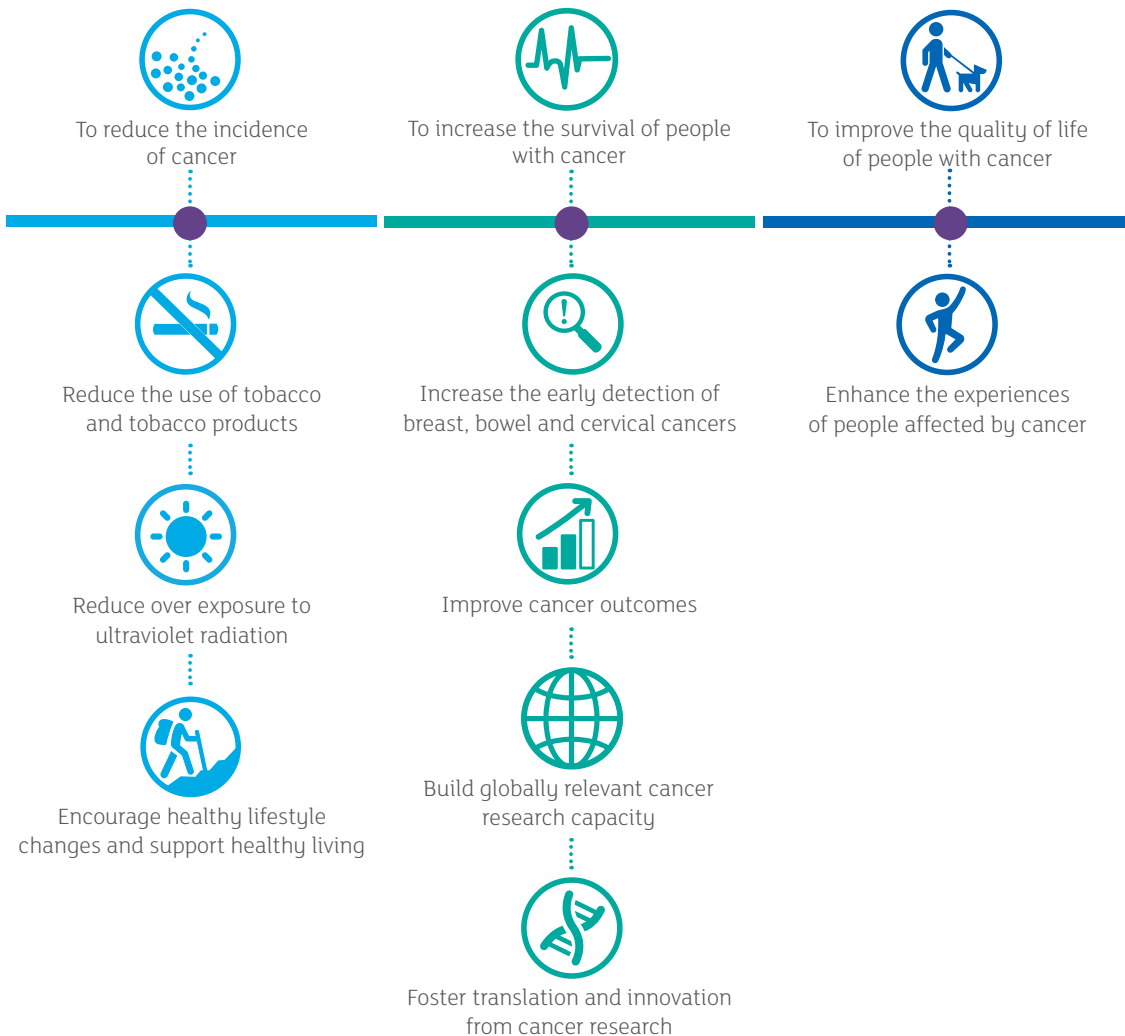 To reduce the incidence
of cancer
To increase the survival of people
with cancer
To improve the quality of life
of people with cancer
Reduce the use of tobacco
and tobacco products
Increase the early detection of
breast, bowel and cervical cancers
Enhance the experiences
of people affected by cancer
Reduce over exposure to
ultraviolet radiation
Improve cancer outcomes
Encourage healthy lifestyle
changes and support healthy living
Build globally relevant cancer
research capacity
Foster translation and innovation
from cancer research